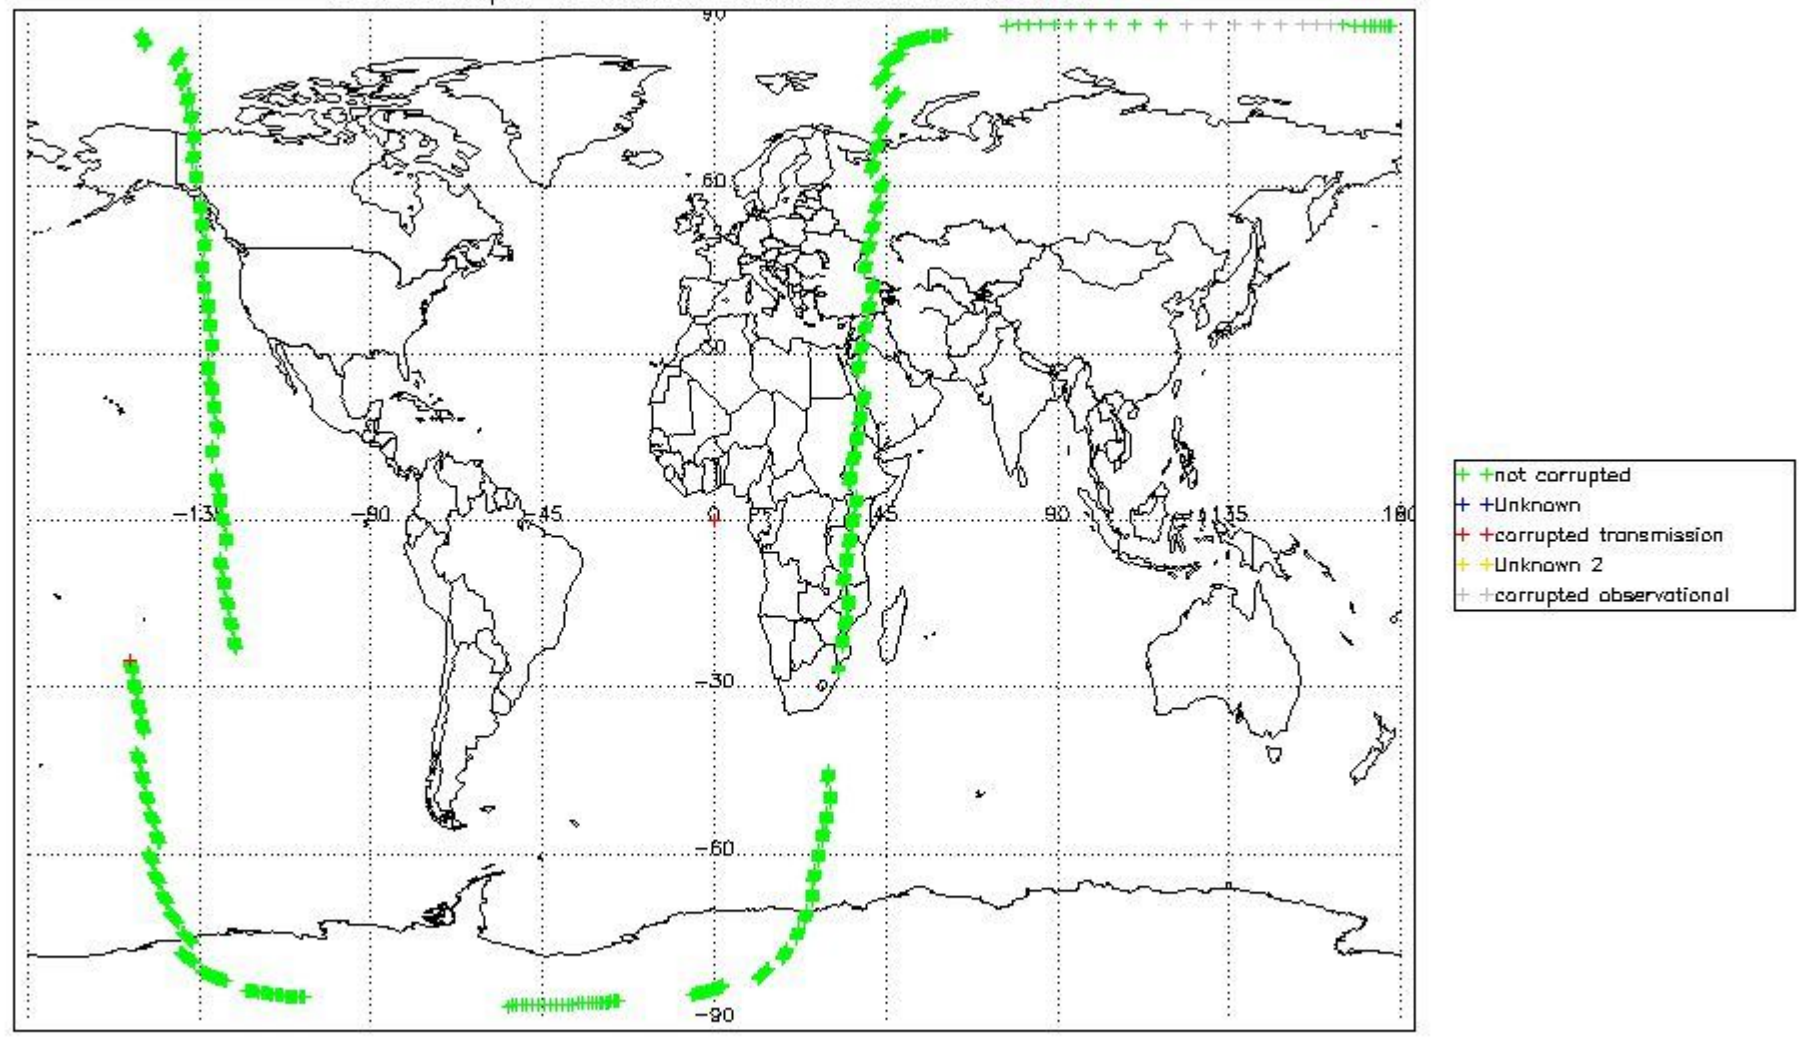 90
60
30
-135
-90
-45
0
45
90
135
180
-30
-60
-90
not corrupted
Unknown
corrupted transmission
Unknown 2
corrupted observational